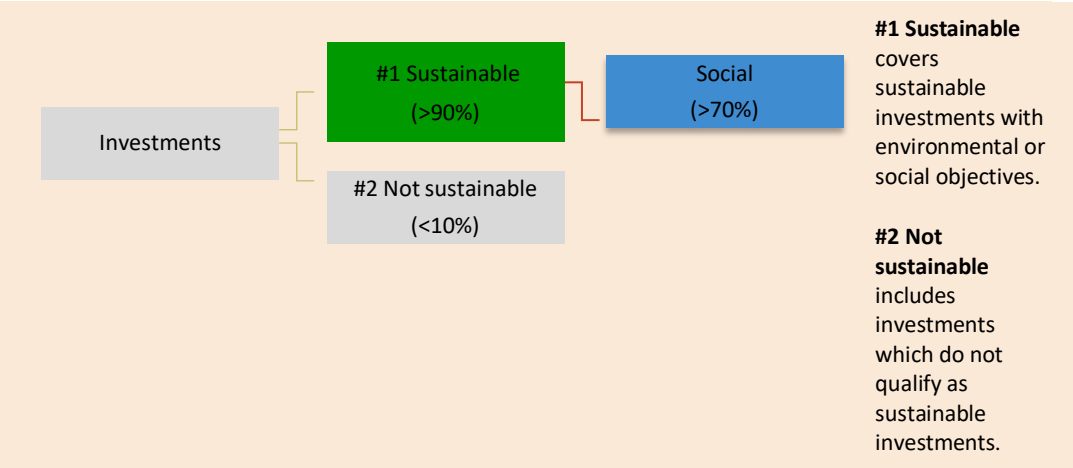 Investments
#1 Sustainable
(>90%)
#2 Not sustainable
(<10%)
Social
(>70%)
#1 Sustainable
covers
sustainable
investments with
environmental or
social objectives.
#2 Not
sustainable
includes
investments
which do not
qualify as
sustainable
investments.